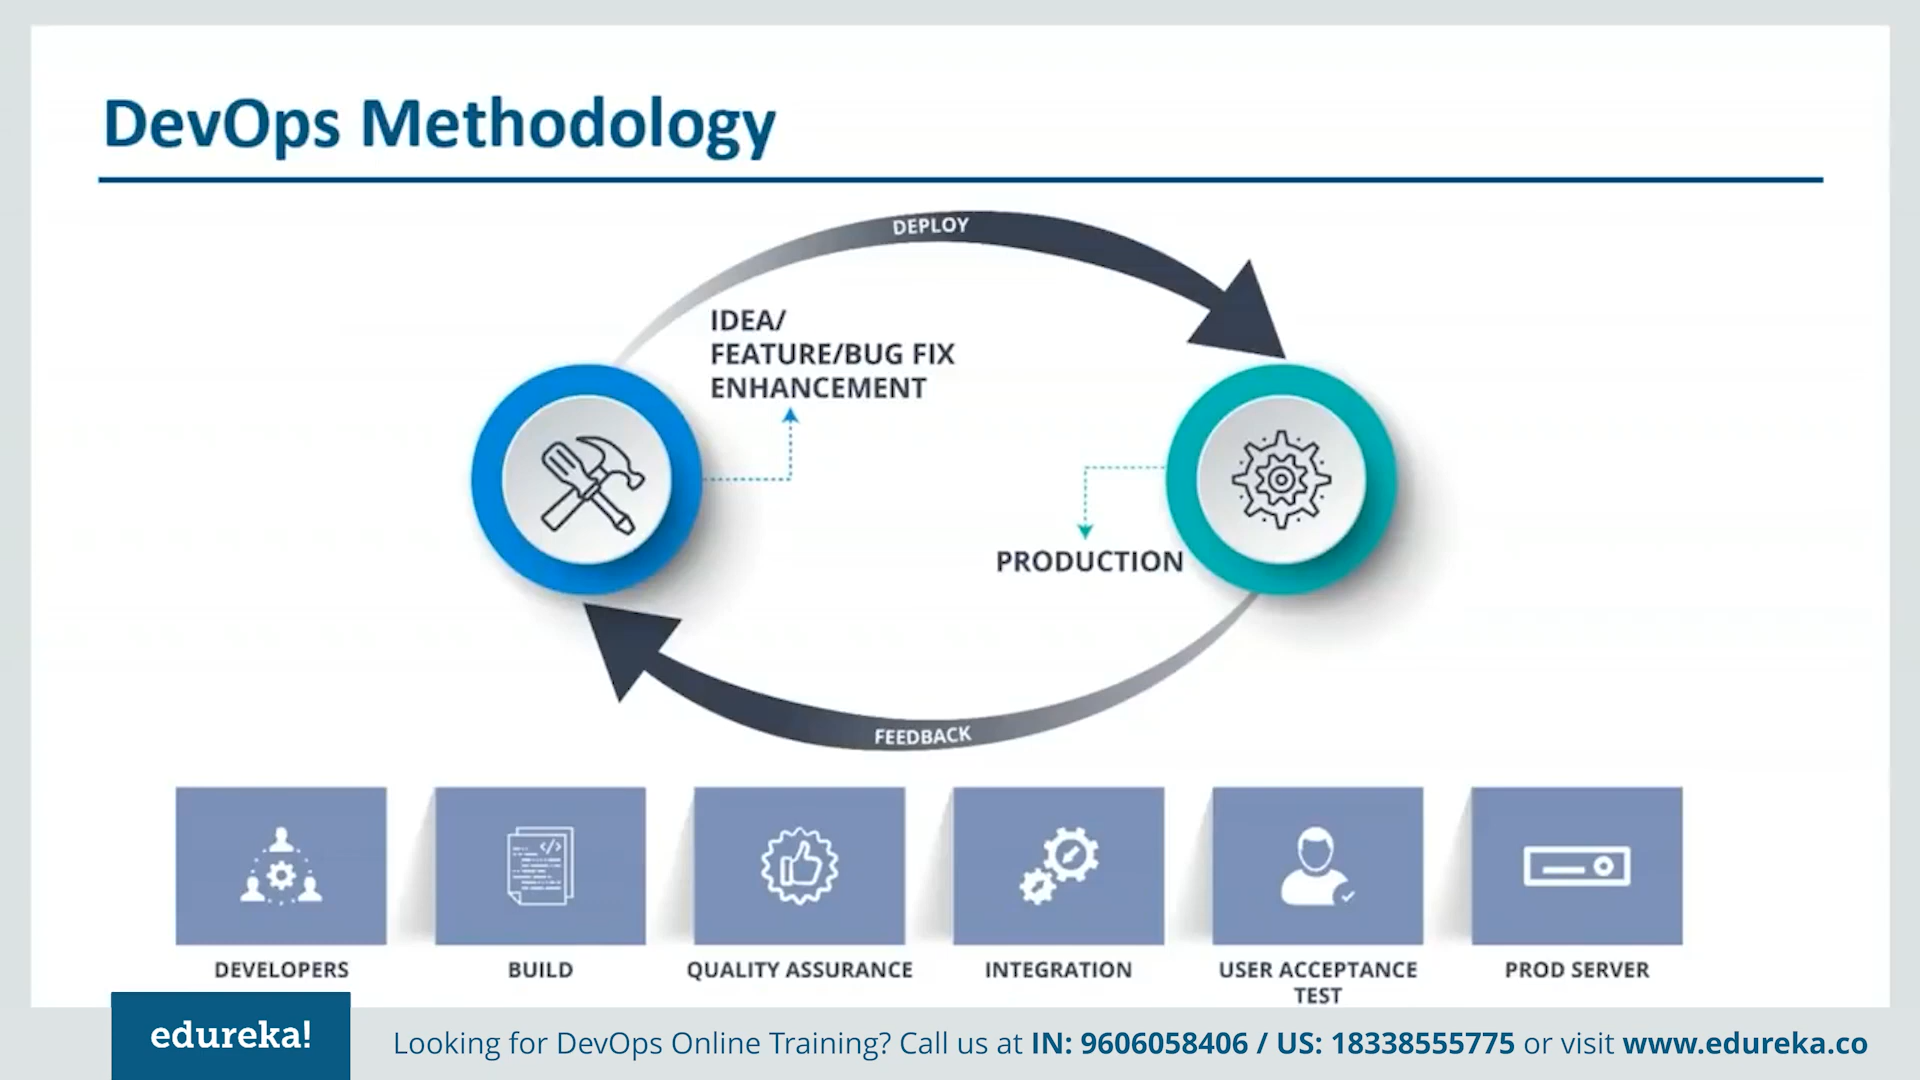 DevOps Methodology
DEPLOY
IDEA/
FEATURE/BUG FIX
ENHANCEMENT
PRODUCTION
FEEDBACK
DEVELOPERS
BUILD
QUALITY ASSURANCE
INTEGRATION
USER ACCEPTANCE
TEST
PROD SERVER
edureka!
Looking for DevOps Online Training? Call us at IN: 9606058406 / US: 18338555775 or visit www.edureka.co